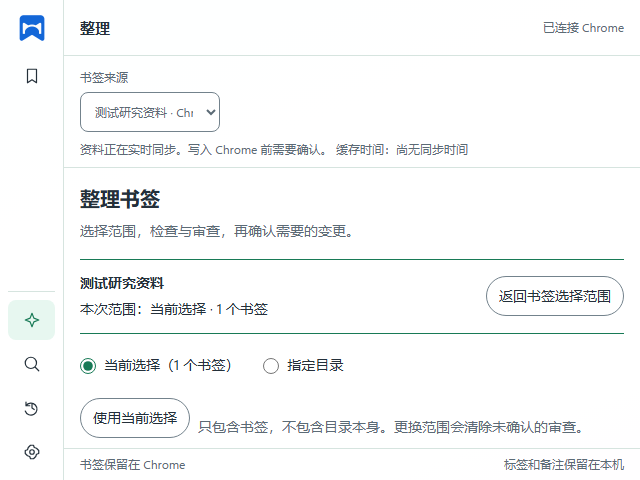 整理
已连接 Chrome
书签来源
测试研究资料 · Chr
资料正在实时同步。写入 Chrome 前需要确认。 缓存时间：尚无同步时间
整理书签
选择范围，检查与审查，再确认需要的变更。
测试研究资料
本次范围：当前选择 · 1 个书签
返回书签选择范围
当前选择（1 个书签）
指定目录
使用当前选择
只包含书签，不包含目录本身。更换范围会清除未确认的审查。
书签保留在 Chrome
标签和备注保留在本机